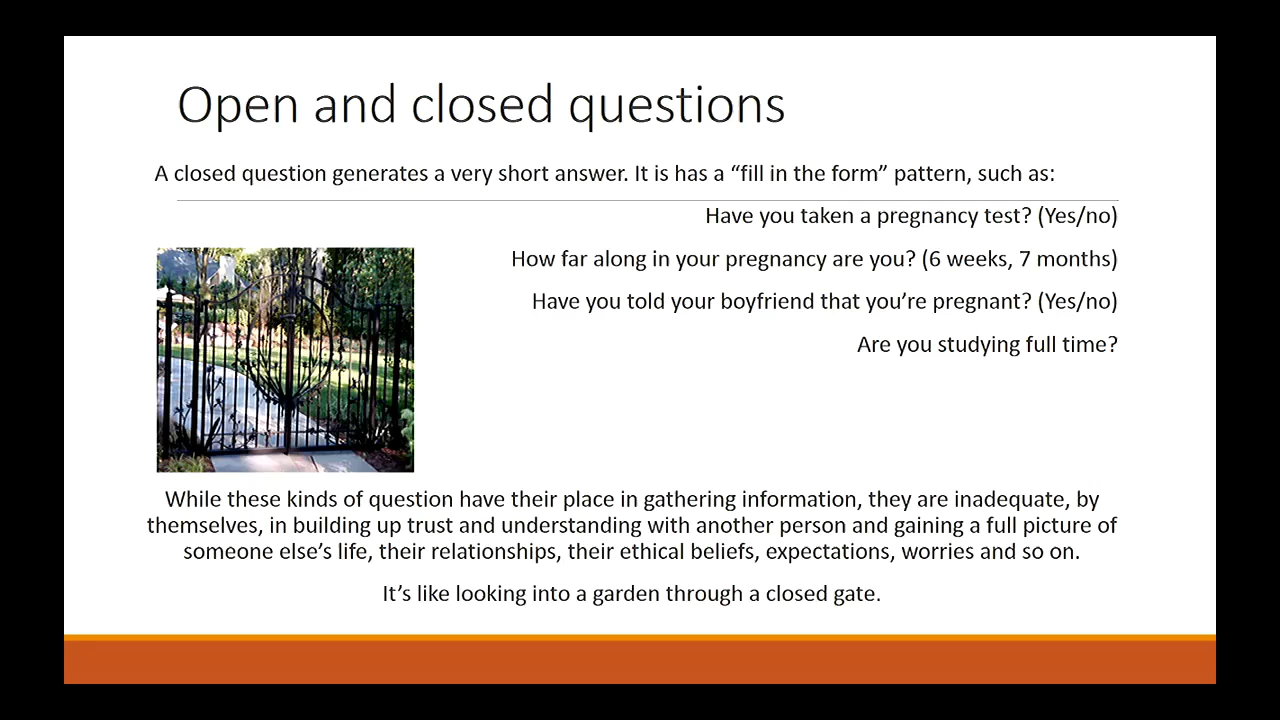 Open and closed questions
A closed question generates a very short answer. It is has a “fill in the form” pattern, such as:
Have you taken a pregnancy test? (Yes/no)
How far along in your pregnancy are you? (6 weeks, 7 months)
Have you told your boyfriend that you’re pregnant? (Yes/no)
Are you studying full time?
While these kinds of question have their place in gathering information, they are inadequate, by
themselves, in building up trust and understanding with another person and gaining a full picture of
someone else’s life, their relationships, their ethical beliefs, expectations, worries and so on.
It’s like looking into a garden through a closed gate.